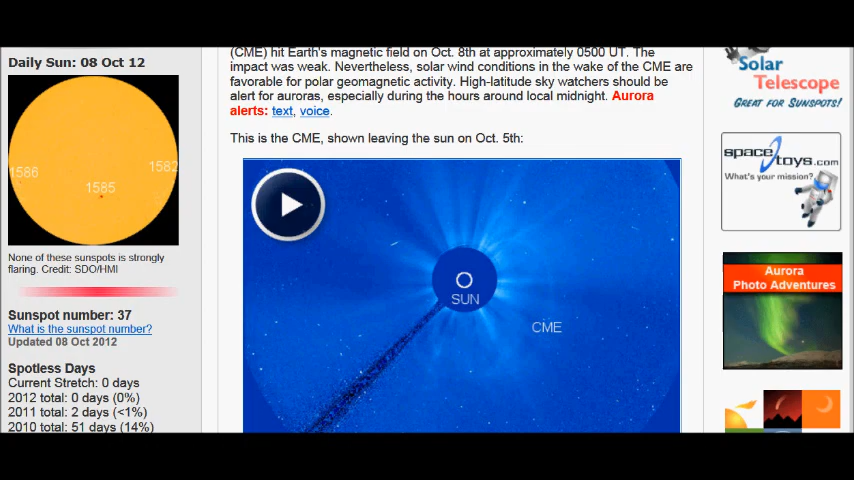 Daily Sun: 08 Oct 12
1586
1582
1585
None of these sunspots is strongly
flaring. Credit: SDO/HMI
Sunspot number: 37
What is the sunspot number?
Updated 08 Oct 2012
Spotless Days
Current Stretch: 0 days
2012 total: 0 days (0%)
2011 total: 2 days (<1%)
2010 total: 51 days (14%)
(CME) hit Earth's magnetic field on Oct. 8th at approximately 0500 UT. The
impact was weak. Nevertheless, solar wind conditions in the wake of the CME are
favorable for polar geomagnetic activity. High-latitude sky watchers should be
alert for auroras, especially during the hours around local midnight. Aurora
alerts: text, voice.
This is the CME, shown leaving the sun on Oct. 5th:
SUN
CME
Solar
Telescope
GREAT FOR SUNSPOTS!
spacetoys.com
What's your mission?
Aurora
Photo Adventures